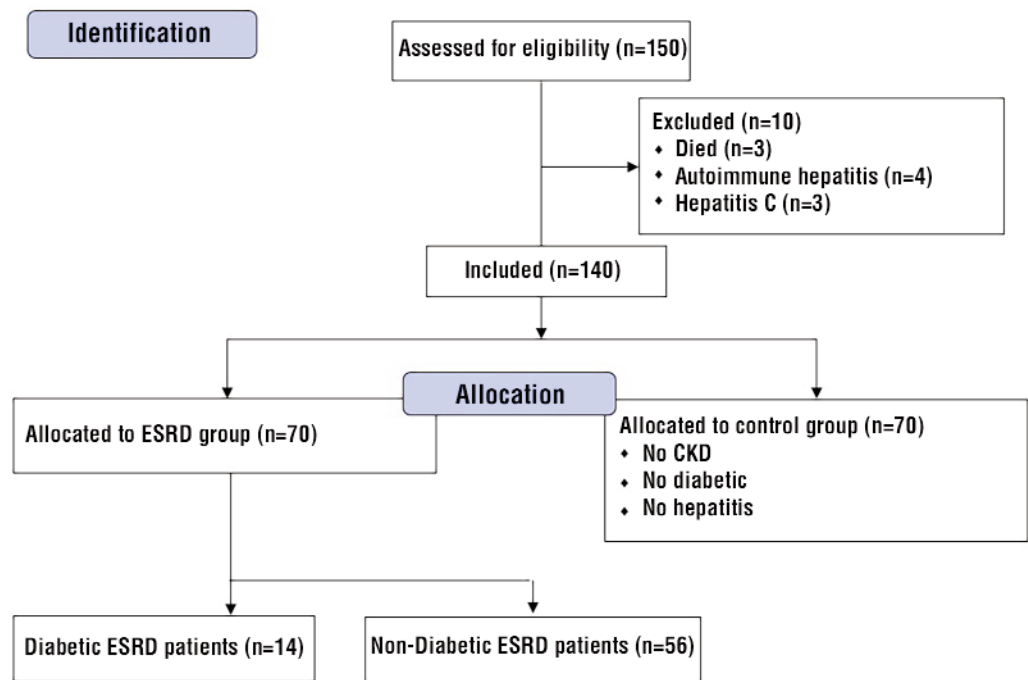 Identification
Assessed for eligibility (n=150)
Excluded (n=10)
⬥ Died (n=3)
⬥ Autoimmune hepatitis (n=4)
⬥ Hepatitis C (n=3)
Included (n=140)
Allocation
Allocated to ESRD group (n=70)
Allocated to control group (n=70)
⬥ No CKD
⬥ No diabetic
⬥ No hepatitis
Diabetic ESRD patients (n=14)
Non-Diabetic ESRD patients (n=56)